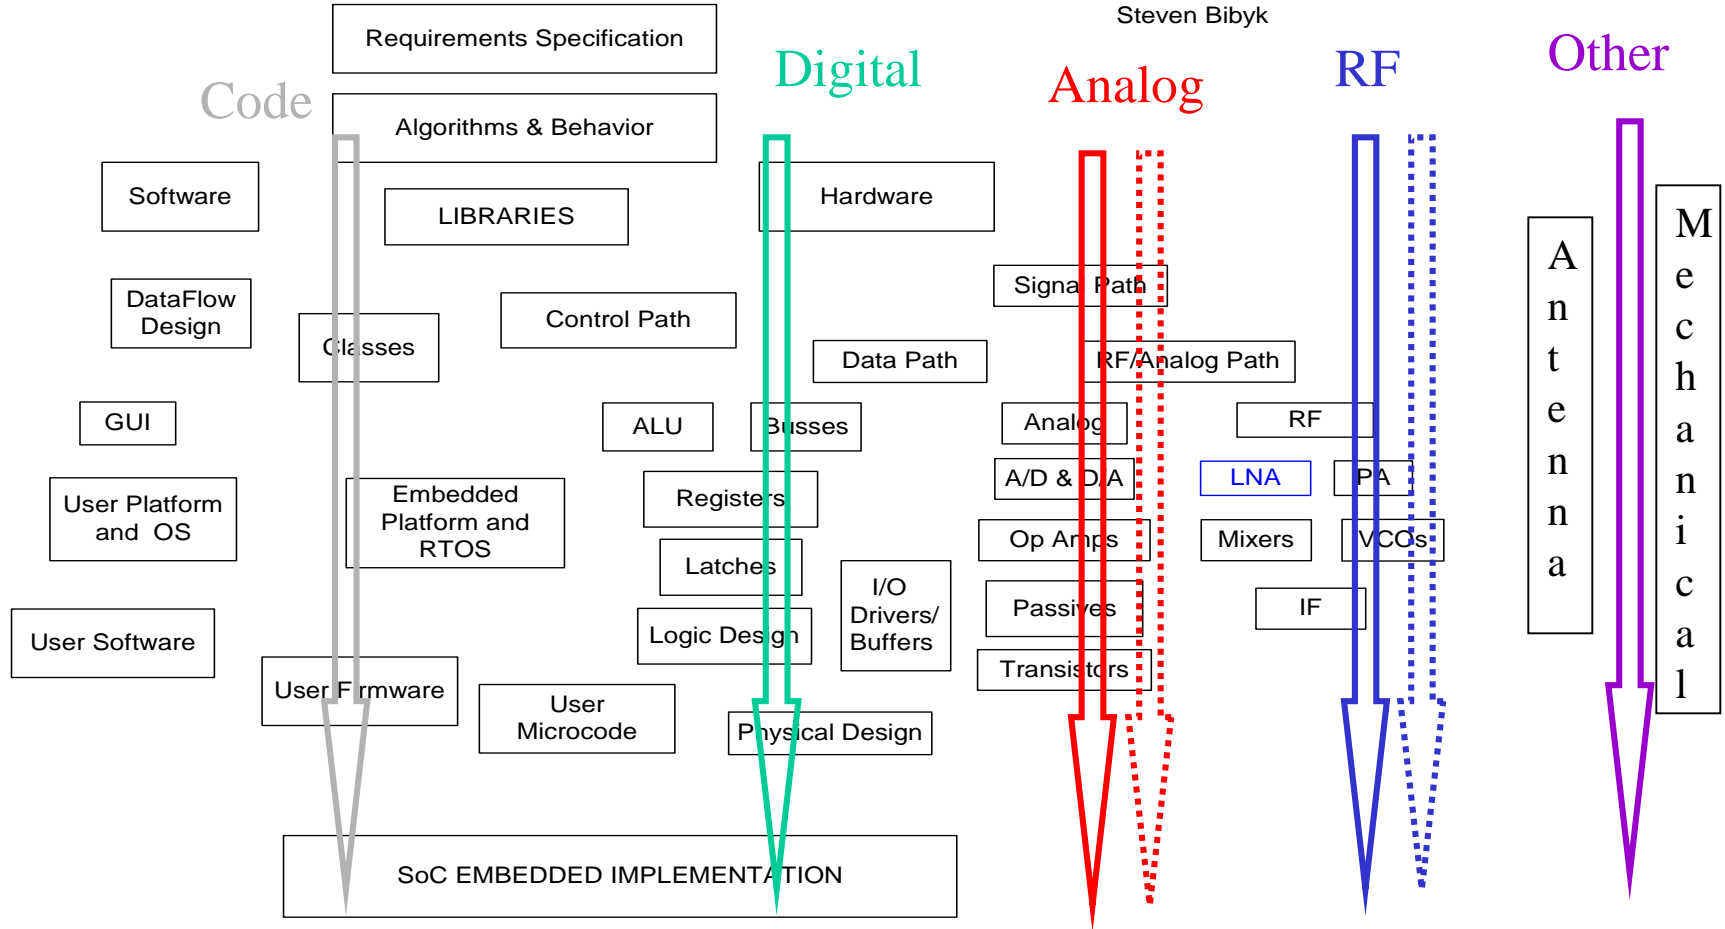 Steven Bibyk
Requirements Specification
Code
Digital
Analog
RF
Other
Algorithms & Behavior
Software
LIBRARIES
Hardware
DataFlow
Design
Classes
Control Path
Signal Path
Data Path
RF/Analog Path
GUI
ALU
Busses
Analog
RF
User Platform
and OS
Embedded
Platform and
RTOS
Registers
A/D & D/A
LNA
PA
Latches
Op Amps
Mixers
VCOs
I/O
Drivers/
Buffers
Passives
IF
User Software
Logic Design
Transistors
User Firmware
User
Microcode
Physical Design
SoC EMBEDDED IMPLEMENTATION
Antenna
Mechanical